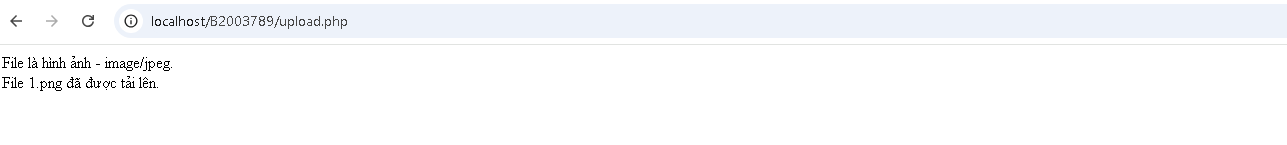 localhost/B2003789/upload.php
File là hình ảnh - image/jpeg.
File 1.png đã được tải lên.